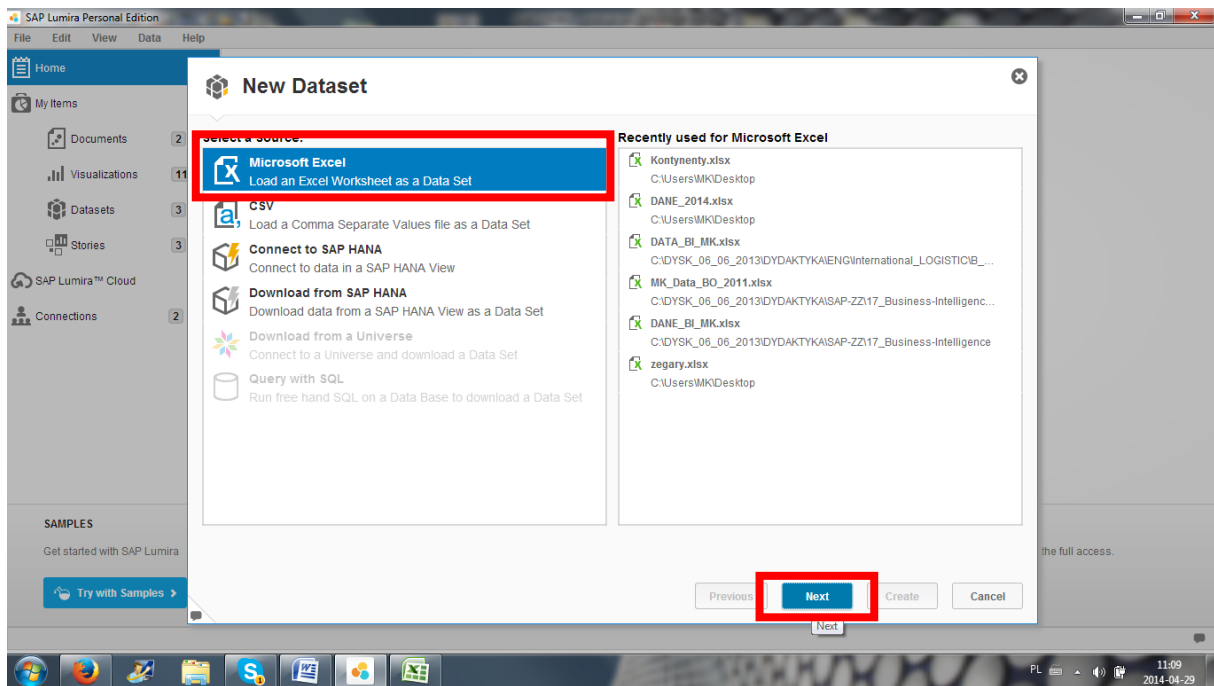 SAP Lumira Personal Edition
File Edit View Data Help
Home
My Items
Documents 2
Visualizations 11
Datasets 3
Stories 3
SAP Lumira™ Cloud
Connections 2
SAMPLES
Get started with SAP Lumira
Try with Samples >
New Dataset
Select a source:
Microsoft Excel
Load an Excel Worksheet as a Data Set
CSV
Load a Comma Separate Values file as a Data Set
Connect to SAP HANA
Connect to data in a SAP HANA View
Download from SAP HANA
Download data from a SAP HANA View as a Data Set
Download from a Universe
Connect to a Universe and download a Data Set
Query with SQL
Run free hand SQL on a Data Base to download a Data Set
Recently used for Microsoft Excel
Kontynenty.xlsx
C:\Users\MK\Desktop
DANE_2014.xlsx
C:\Users\MK\Desktop
DATA_BI_MK.xlsx
C:\DYSK_06_06_2013\DYDAKTYKA\ENG\International_LOGISTIC\B_...
MK_Data_BO_2011.xlsx
C:\DYSK_06_06_2013\DYDAKTYKA\SAP-ZZ\17_Business-Intelligenc...
DANE_BI_MK.xlsx
C:\DYSK_06_06_2013\DYDAKTYKA\SAP-ZZ\17_Business-Intelligence
zegary.xlsx
C:\Users\MK\Desktop
the full access.
Previous Next Create Cancel
Next
PL 11:09
2014-04-29